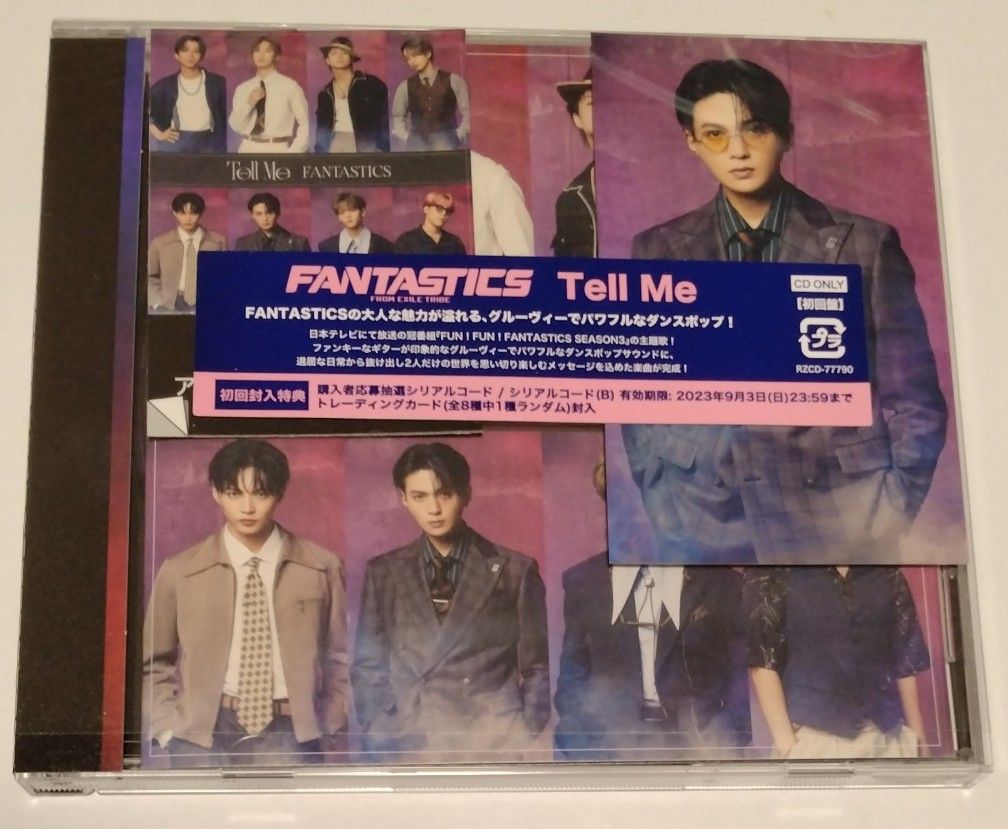 Tell Me FANTASTICS
FANTASTICS Tell Me
FROM EXILE TRIBE
CD ONLY
【初回盤】
プラ
RZCD-77790
FANTASTICSの大人な魅力が溢れる、グルーヴィーでパワフルなダンスポップ！
日本テレビにて放送の冠番組『FUN！FUN！FANTASTICS SEASON3』の主題歌！
ファンキーなギターが印象的なグルーヴィーでパワフルなダンスポップサウンドに、
退屈な日常から抜け出し2人だけの世界を思い切り楽しむメッセージを込めた楽曲が完成！
初回封入特典
購入者応募抽選シリアルコード / シリアルコード(B) 有効期限: 2023年9月3日(日)23:59まで
トレーディングカード(全8種中1種ランダム)封入
ア